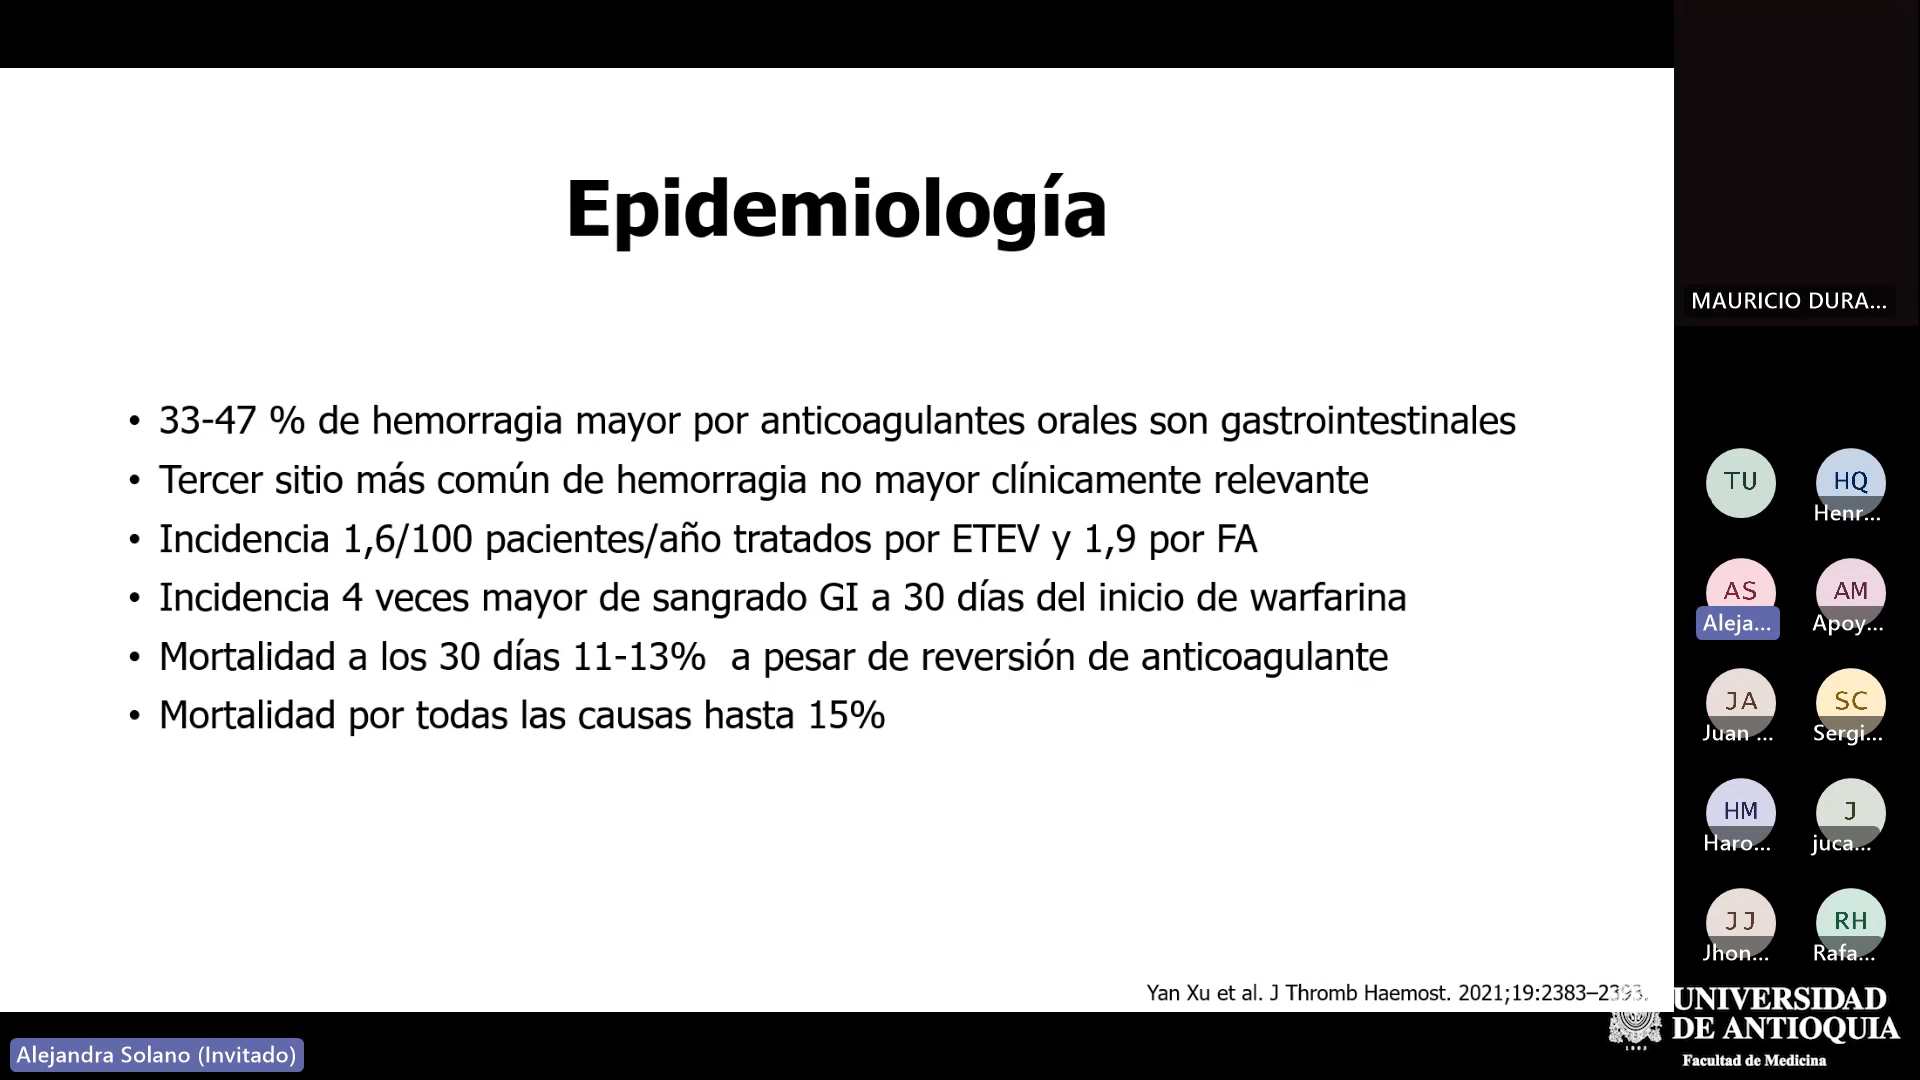 Epidemiología
• 33-47 % de hemorragia mayor por anticoagulantes orales son gastrointestinales
• Tercer sitio más común de hemorragia no mayor clínicamente relevante
• Incidencia 1,6/100 pacientes/año tratados por ETEV y 1,9 por FA
• Incidencia 4 veces mayor de sangrado GI a 30 días del inicio de warfarina
• Mortalidad a los 30 días 11-13% a pesar de reversión de anticoagulante
• Mortalidad por todas las causas hasta 15%
Yan Xu et al. J Thromb Haemost. 2021;19:2383–2393.
Alejandra Solano (Invitado)
MAURICIO DURA...
TU
HQ
Henr...
AS
Aleja...
AM
Apoy...
JA
Juan ...
SC
Sergi...
HM
Haro...
J
juca...
JJ
Jhon...
RH
Rafa...
UNIVERSIDAD
DE ANTIOQUIA
1803
Facultad de Medicina